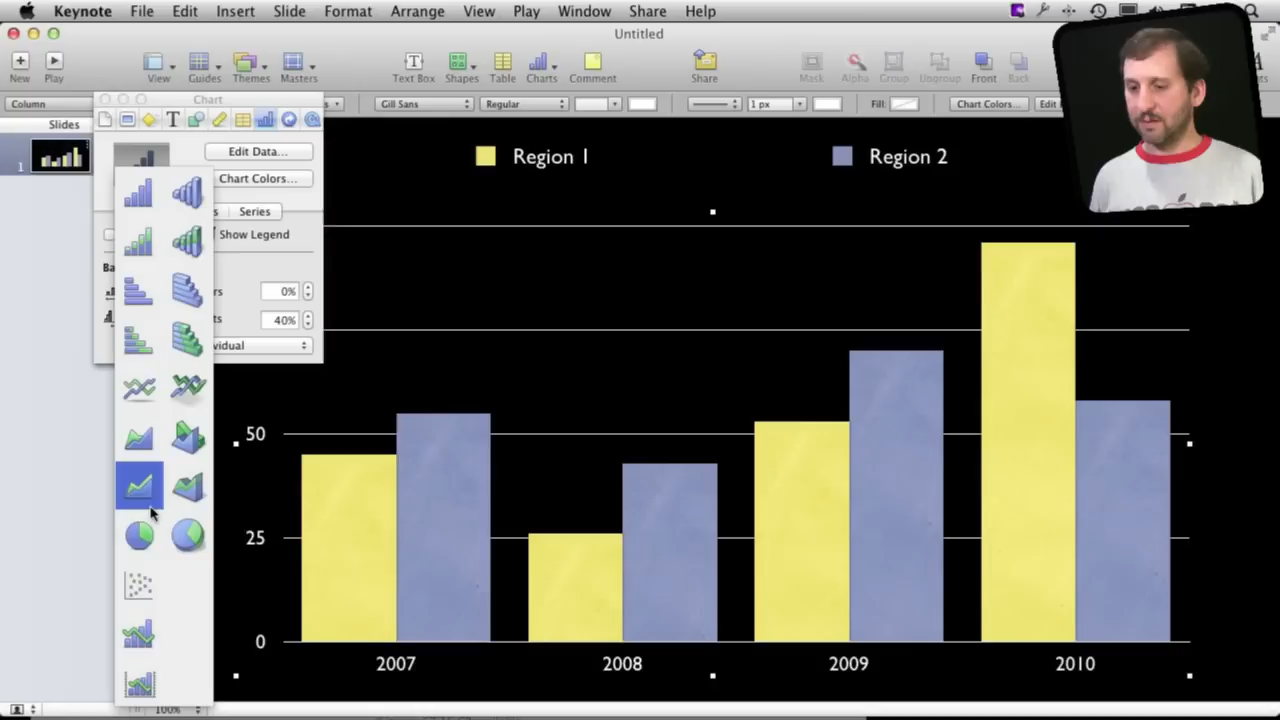 Keynote File Edit Insert Slide Format Arrange View Play Window Share Help
Untitled
New Play View Guides Themes Masters Text Box Shapes Table Charts Comment Share Mask Alpha Group Ungroup Front Back
Column Gill Sans Regular 1 px Fill: Chart Colors... Edit
Slides
Chart
1
Edit Data...
Chart Colors...
Series
Show Legend
0%
40%
vidual
100%
Region 1 Region 2
50
25
0
2007 2008 2009 2010